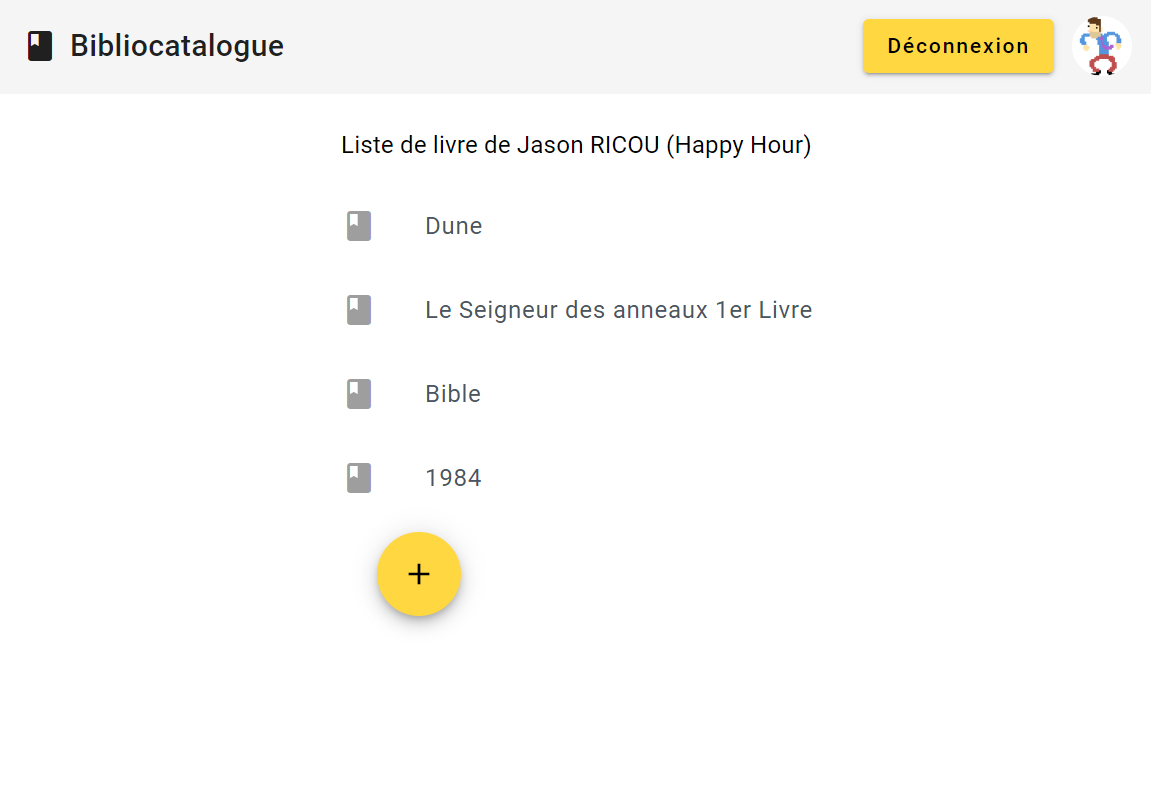 Bibliocatalogue
Déconnexion
Liste de livre de Jason RICOU (Happy Hour)
Dune
Le Seigneur des anneaux 1er Livre
Bible
1984
+